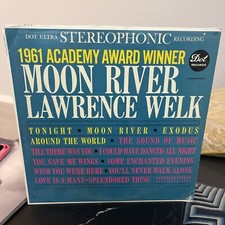 DOT ULTRA STEREOPHONIC RECORDING
1961 ACADEMY AWARD WINNER
Dot
RECORDS
MOON RIVER
LAWRENCE WELK
TONIGHT • MOON RIVER • EXODUS
AROUND THE WORLD • THE SOUND OF MUSIC
TILL THERE WAS YOU • I COULD HAVE DANCED ALL NIGHT
YOU GAVE ME WINGS • SOME ENCHANTED EVENING
WISH YOU WERE HERE • YOU'LL NEVER WALK ALONE
LOVE IS A MANY-SPLENDORED THING